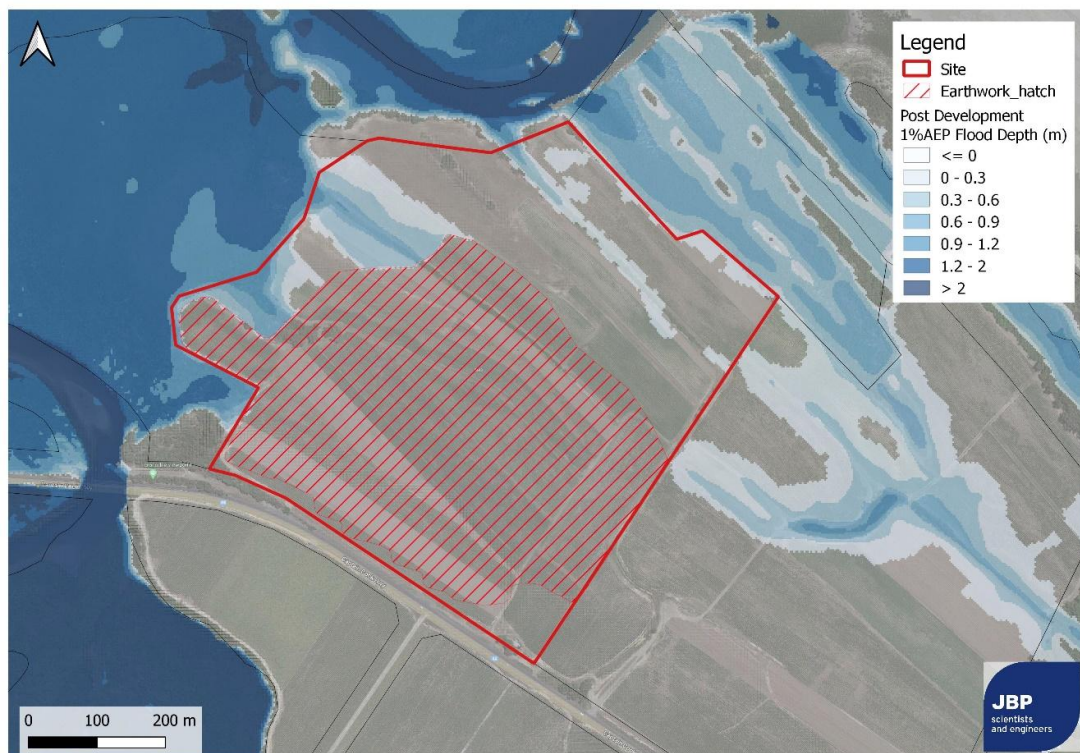 Legend
Site
Earthwork_hatch
Post Development
1%AEP Flood Depth (m)
<= 0
0 - 0.3
0.3 - 0.6
0.6 - 0.9
0.9 - 1.2
1.2 - 2
> 2
0 100 200 m
JBP
scientists
and engineers